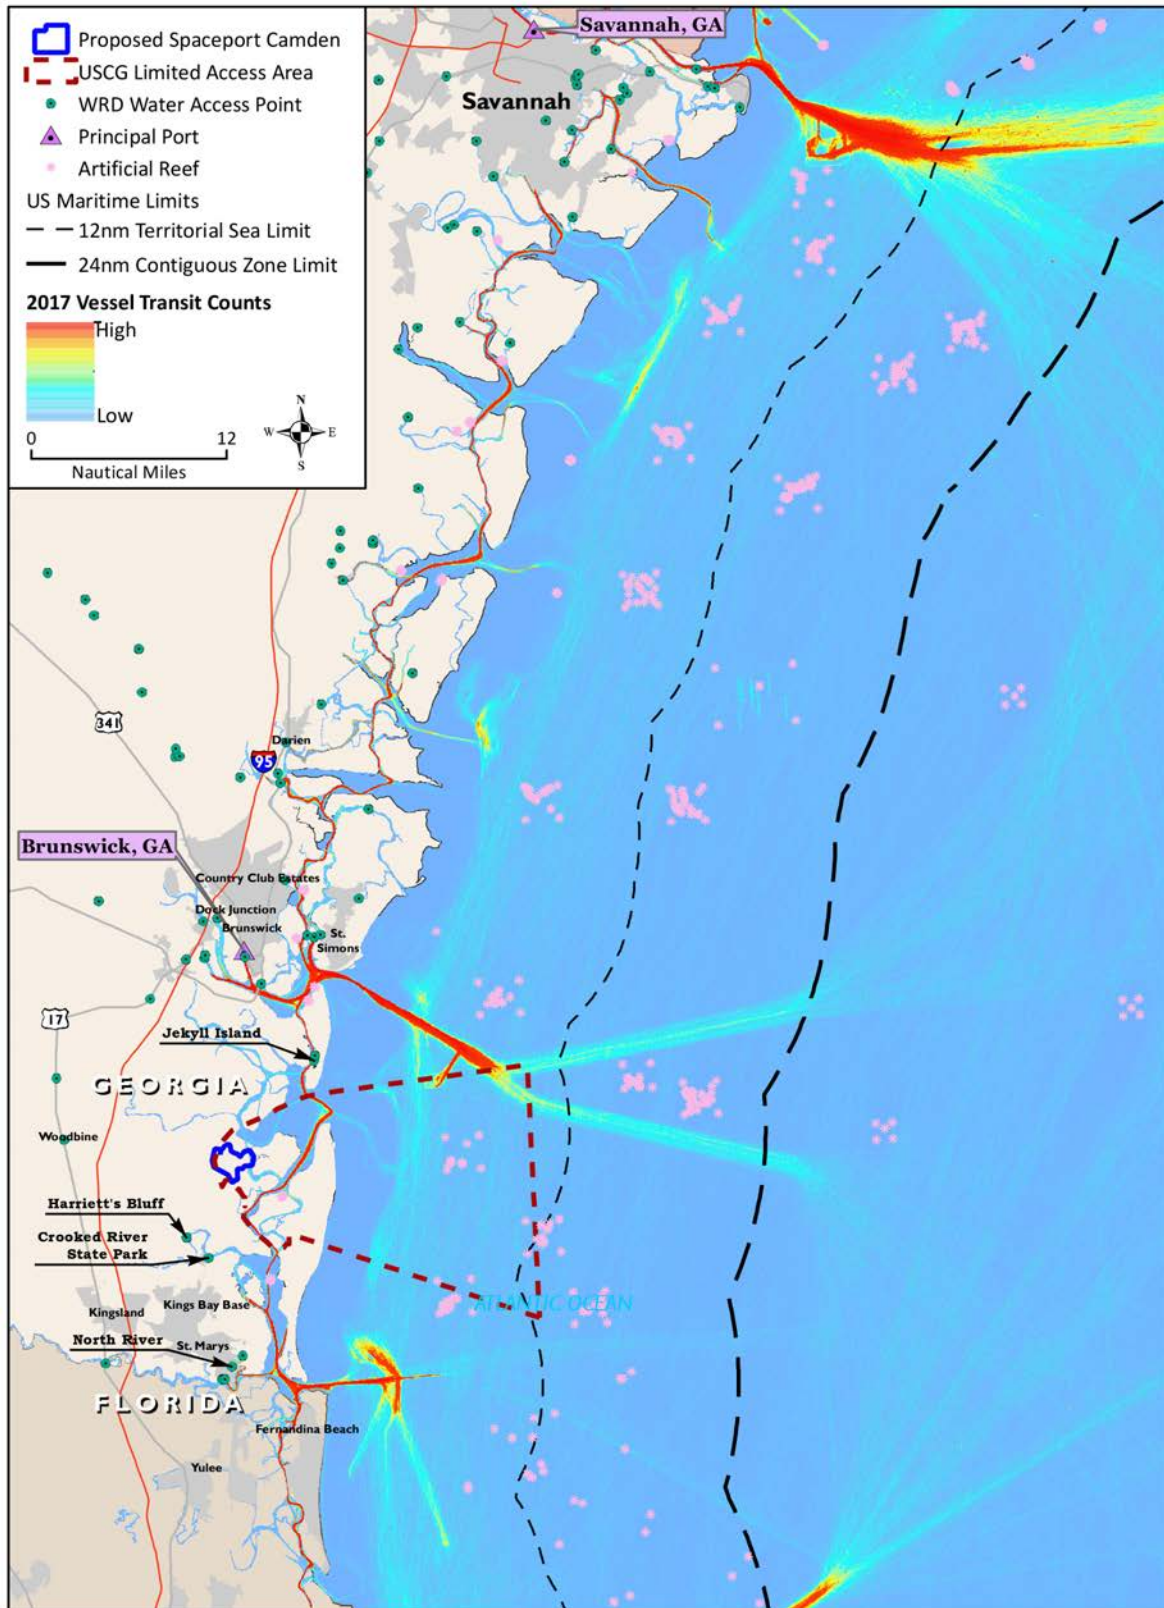 Proposed Spaceport Camden
USCG Limited Access Area
WRD Water Access Point
Principal Port
Artificial Reef
US Maritime Limits
12nm Territorial Sea Limit
24nm Contiguous Zone Limit
2017 Vessel Transit Counts
High
Low
N
W E
S
0 12
Nautical Miles
Savannah, GA
Savannah
341
Darien
95
Brunswick, GA
Country Club Estates
Dock Junction
Brunswick
St.
Simons
17
Jekyll Island
GEORGIA
Woodbine
Harriett's Bluff
Crooked River
State Park
ATLANTIC OCEAN
Kings Bay Base
Kingsland
North River
St. Marys
FLORIDA
Fernandina Beach
Yulee